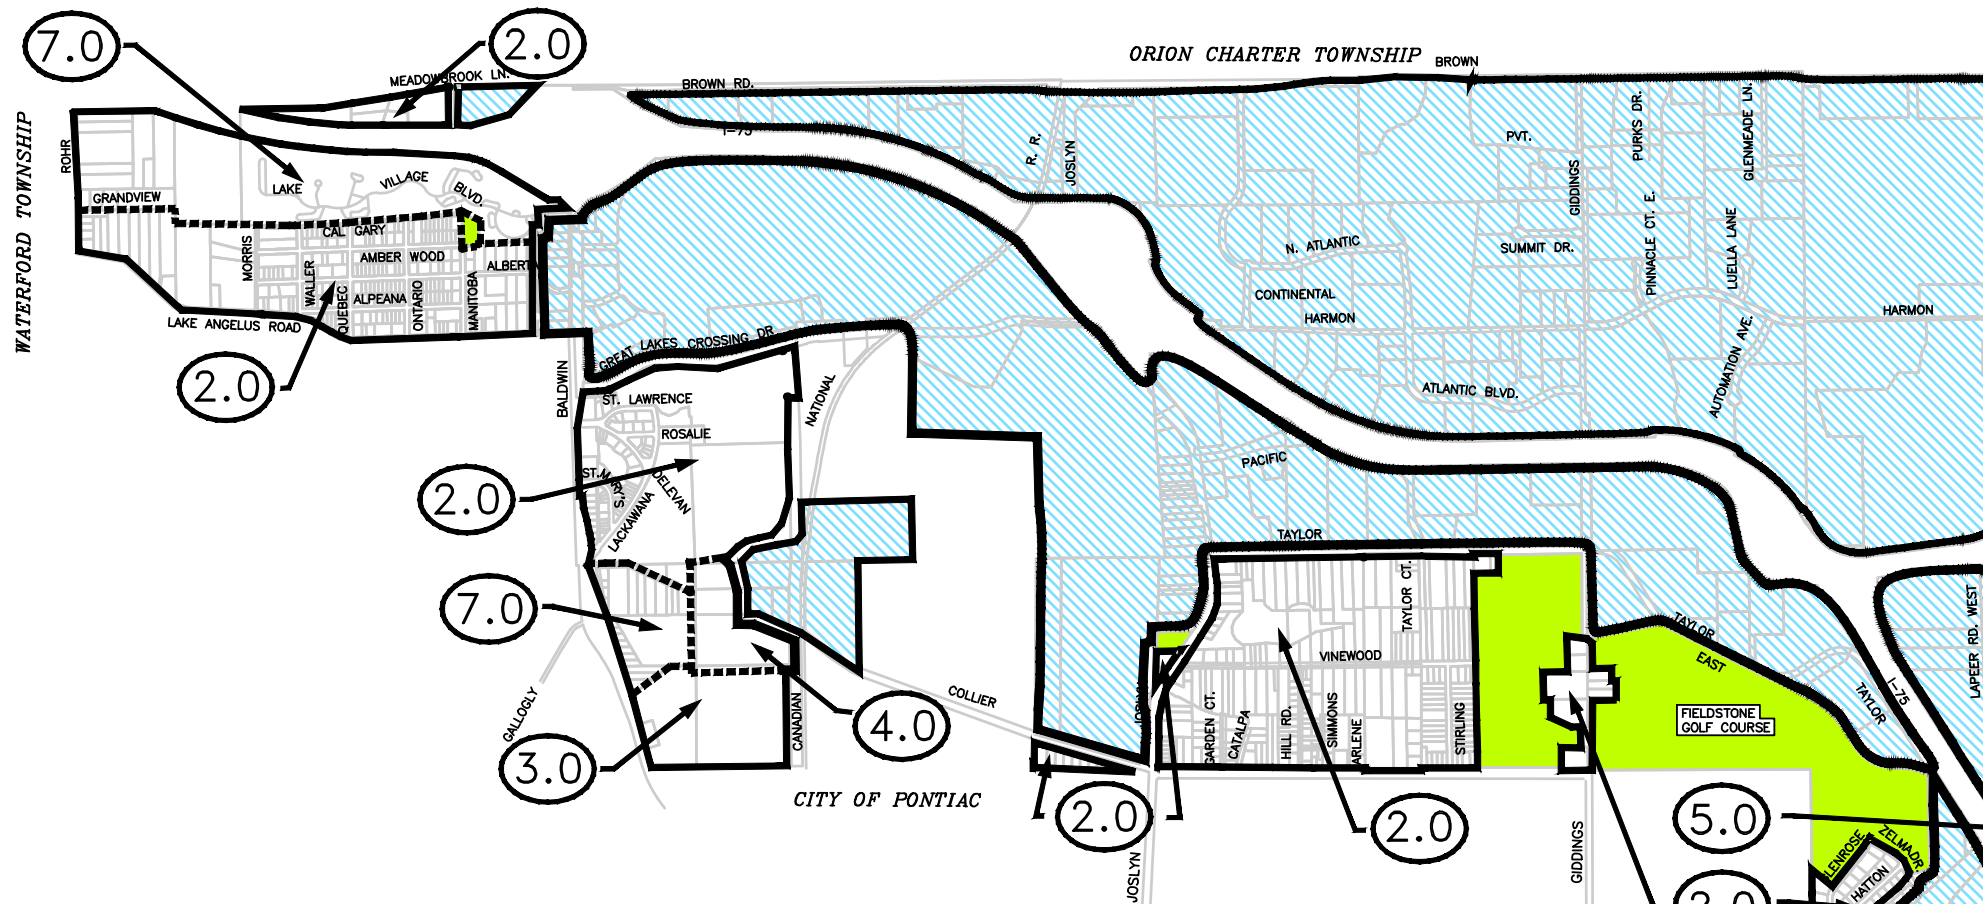 ORION CHARTER TOWNSHIP
BROWN
7.0
2.0
MEADOWBROOK LN.
BROWN RD.
I-75
WATERFORD TOWNSHIP
ROHR
GRANDVIEW
LAKE
VILLAGE
BLVD.
CAL GARY
MORRIS
AMBER WOOD
ALBERTA
WALLER
QUEBEC
ALPEANA
ONTARIO
MANITOBA
LAKE ANGELUS ROAD
2.0
R. R.
JOSLYN
PVT.
PURKS DR.
GLENMEADE LN.
GIDDINGS
N. ATLANTIC
SUMMIT DR.
PINNACLE CT. E.
LUELLA LANE
CONTINENTAL
HARMON
HARMON
AUTOMATION AVE.
ATLANTIC BLVD.
PACIFIC
GREAT LAKES CROSSING DR
BALDWIN
ST. LAWRENCE
NATIONAL
ROSALIE
ST. MARY
S.
DELEVAN
LACKAWANA
2.0
7.0
TAYLOR
TAYLOR CT.
VINEWOOD
TAYLOR
EAST
LAPEER RD. WEST
I-75
TAYLOR
GALLOGLY
CANADIAN
COLLIER
4.0
3.0
JOSLYN
GARDEN CT.
CATALPA
HILL RD.
SIMMONS
ARLENE
STIRLING
FIELDSTONE
GOLF COURSE
CITY OF PONTIAC
2.0
2.0
5.0
JOSLYN
GIDDINGS
LENROSE
ZELMA DR.
HATTON